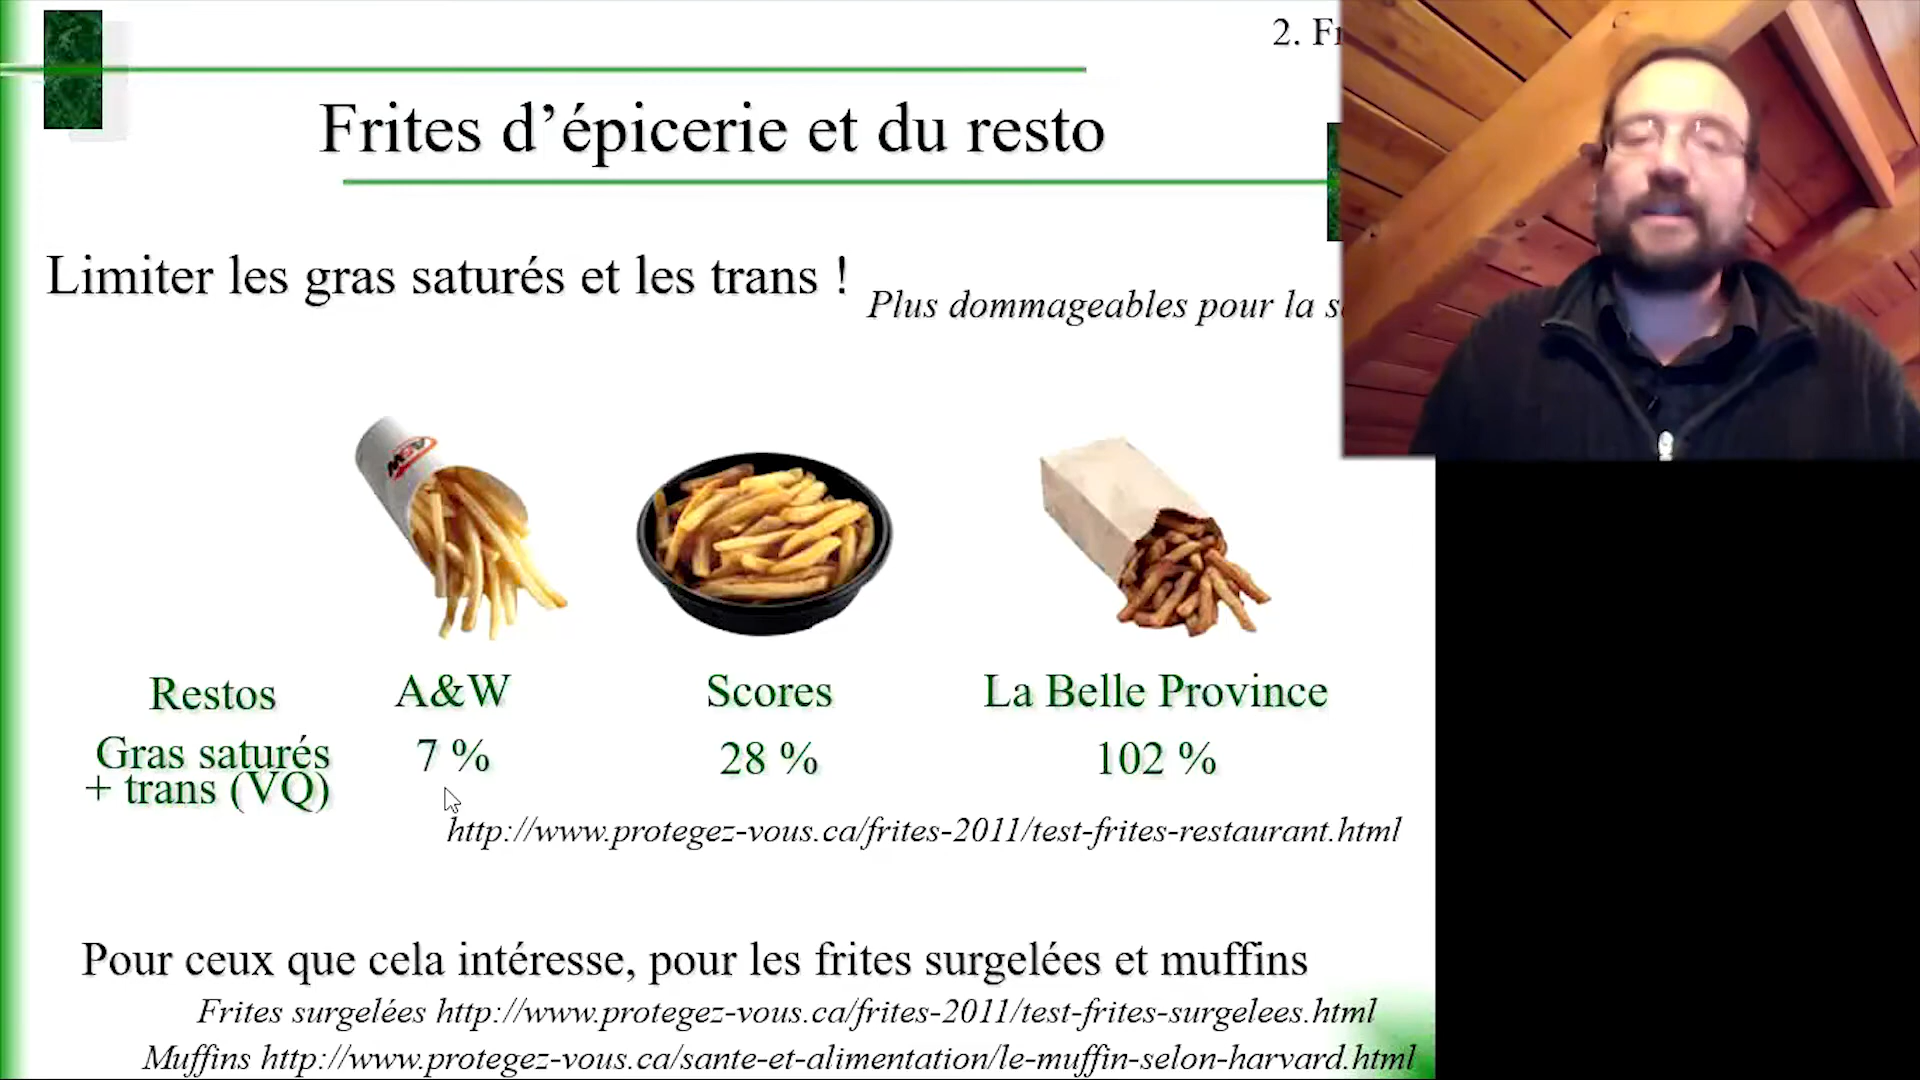 2. Fr
Frites d’épicerie et du resto
Limiter les gras saturés et les trans !
Plus dommageables pour la s
A&W
Restos A&W Scores La Belle Province
Gras saturés + trans (VQ) 7 % 28 % 102 %
http://www.protegez-vous.ca/frites-2011/test-frites-restaurant.html
Pour ceux que cela intéresse, pour les frites surgelées et muffins
Frites surgelées http://www.protegez-vous.ca/frites-2011/test-frites-surgelees.html
Muffins http://www.protegez-vous.ca/sante-et-alimentation/le-muffin-selon-harvard.html